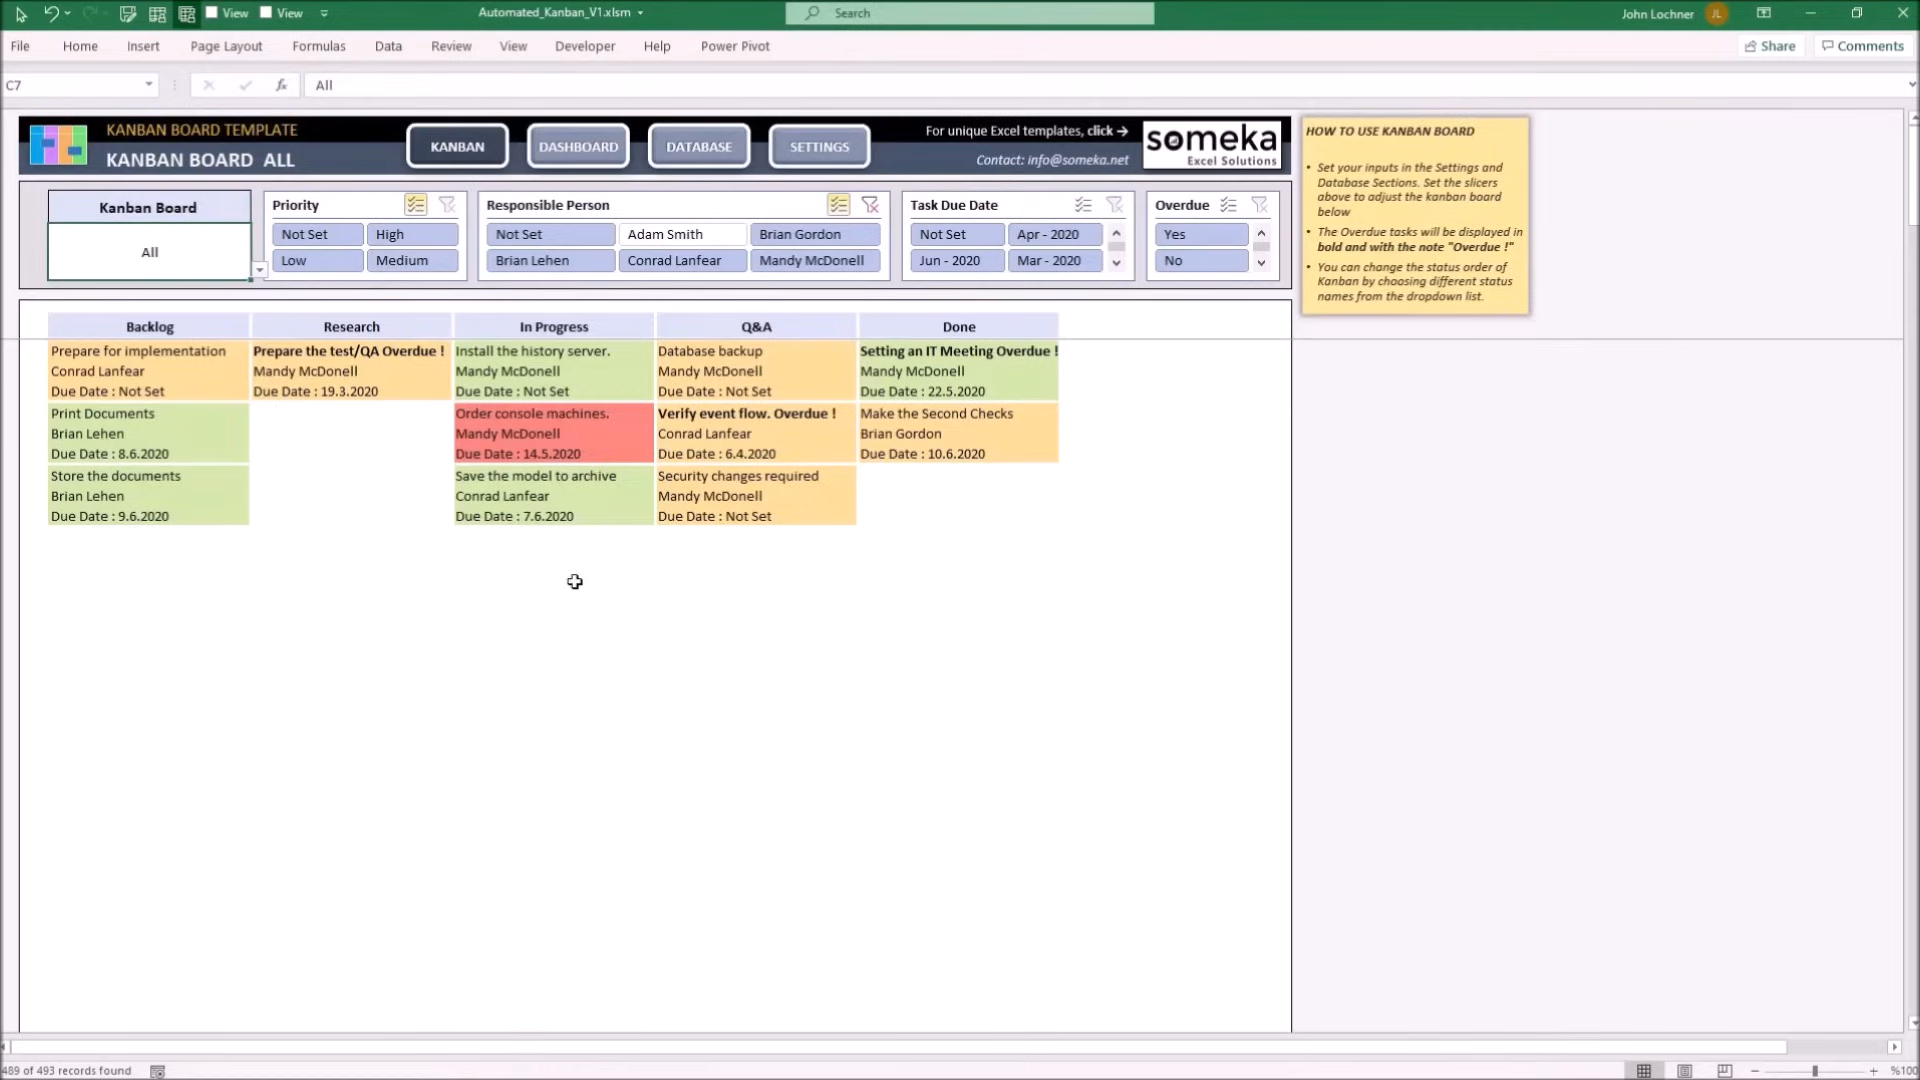 View
View
Automated_Kanban_V1.xlsm
Search
John Lochner
JL
File
Home
Insert
Page Layout
Formulas
Data
Review
View
Developer
Help
Power Pivot
Share
Comments
C7
fx
All
KANBAN BOARD TEMPLATE
KANBAN BOARD ALL
KANBAN
DASHBOARD
DATABASE
SETTINGS
For unique Excel templates, click →
Contact: info@someka.net
someka
Excel Solutions
HOW TO USE KANBAN BOARD
• Set your inputs in the Settings and
Database Sections. Set the slicers
above to adjust the kanban board
below
• The Overdue tasks will be displayed in
bold and with the note "Overdue !"
• You can change the status order of
Kanban by choosing different status
names from the dropdown list.
Kanban Board
All
Priority
Not Set
High
Low
Medium
Responsible Person
Not Set
Adam Smith
Brian Gordon
Brian Lehen
Conrad Lanfear
Mandy McDonell
Task Due Date
Not Set
Apr - 2020
Jun - 2020
Mar - 2020
Overdue
Yes
No
Backlog
Prepare for implementation
Conrad Lanfear
Due Date : Not Set
Print Documents
Brian Lehen
Due Date : 8.6.2020
Store the documents
Brian Lehen
Due Date : 9.6.2020
Research
Prepare the test/QA Overdue !
Mandy McDonell
Due Date : 19.3.2020
In Progress
Install the history server.
Mandy McDonell
Due Date : Not Set
Order console machines.
Mandy McDonell
Due Date : 14.5.2020
Save the model to archive
Conrad Lanfear
Due Date : 7.6.2020
Q&A
Database backup
Mandy McDonell
Due Date : Not Set
Verify event flow. Overdue !
Conrad Lanfear
Due Date : 6.4.2020
Security changes required
Mandy McDonell
Due Date : Not Set
Done
Setting an IT Meeting Overdue !
Mandy McDonell
Due Date : 22.5.2020
Make the Second Checks
Brian Gordon
Due Date : 10.6.2020
489 of 493 records found
%100